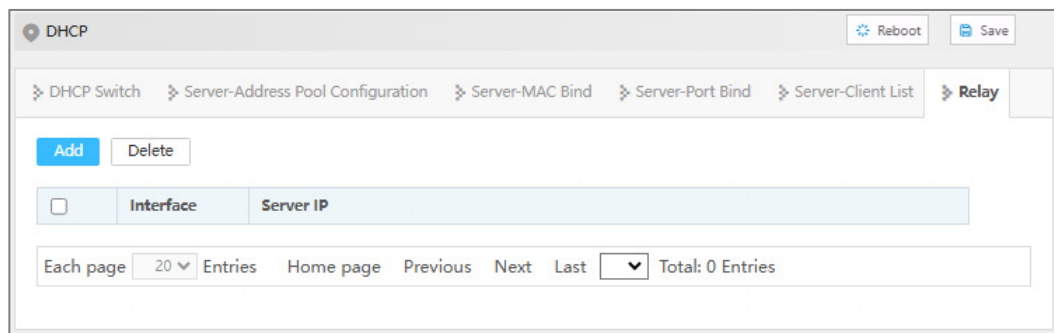 DHCP Reboot Save
DHCP Switch Server-Address Pool Configuration Server-MAC Bind Server-Port Bind Server-Client List Relay
Add Delete
Interface Server IP
Each page 20 Entries Home page Previous Next Last Total: 0 Entries